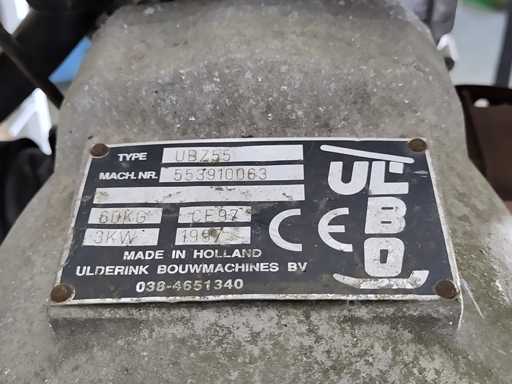 TYPE UBZ55
MACH.NR. 553910063
60KG CE97
3KW 1997
CE
ULBO
MADE IN HOLLAND
ULDERINK BOUWMACHINES BV
038-4651340